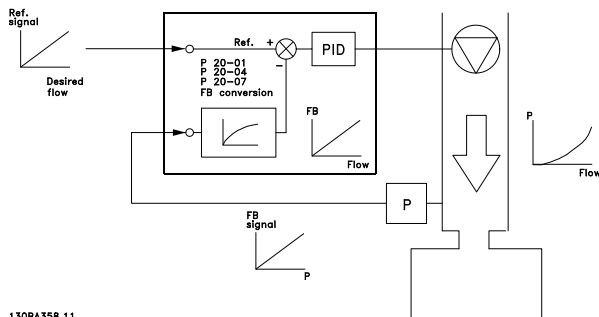 Ref.
signal
Desired
flow
Ref.
+
−
PID
P 20-01
P 20-04
P 20-07
FB conversion
FB
Flow
P
Flow
P
FB
signal
P
130BA358.11